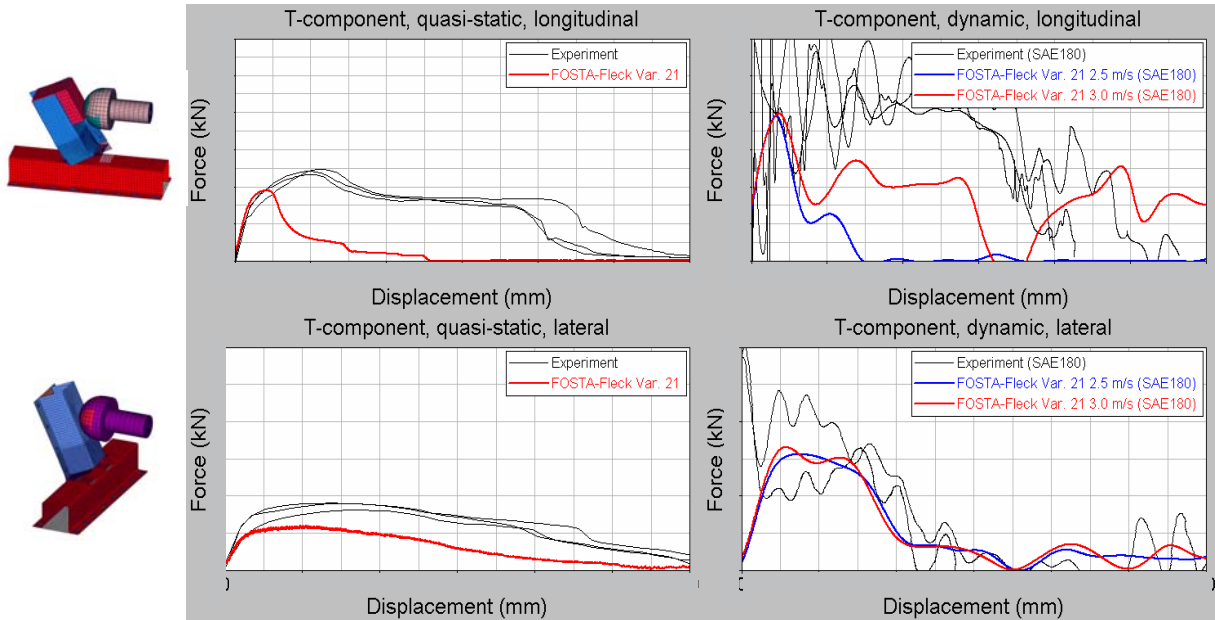 T-component, quasi-static, longitudinal
Experiment
FOSTA-Fleck Var. 21
Force (kN)
Displacement (mm)
T-component, dynamic, longitudinal
Experiment (SAE180)
FOSTA-Fleck Var. 21 2.5 m/s (SAE180)
FOSTA-Fleck Var. 21 3.0 m/s (SAE180)
Force (kN)
Displacement (mm)
T-component, quasi-static, lateral
Experiment
FOSTA-Fleck Var. 21
Force (kN)
Displacement (mm)
T-component, dynamic, lateral
Experiment (SAE180)
FOSTA-Fleck Var. 21 2.5 m/s (SAE180)
FOSTA-Fleck Var. 21 3.0 m/s (SAE180)
Force (kN)
Displacement (mm)